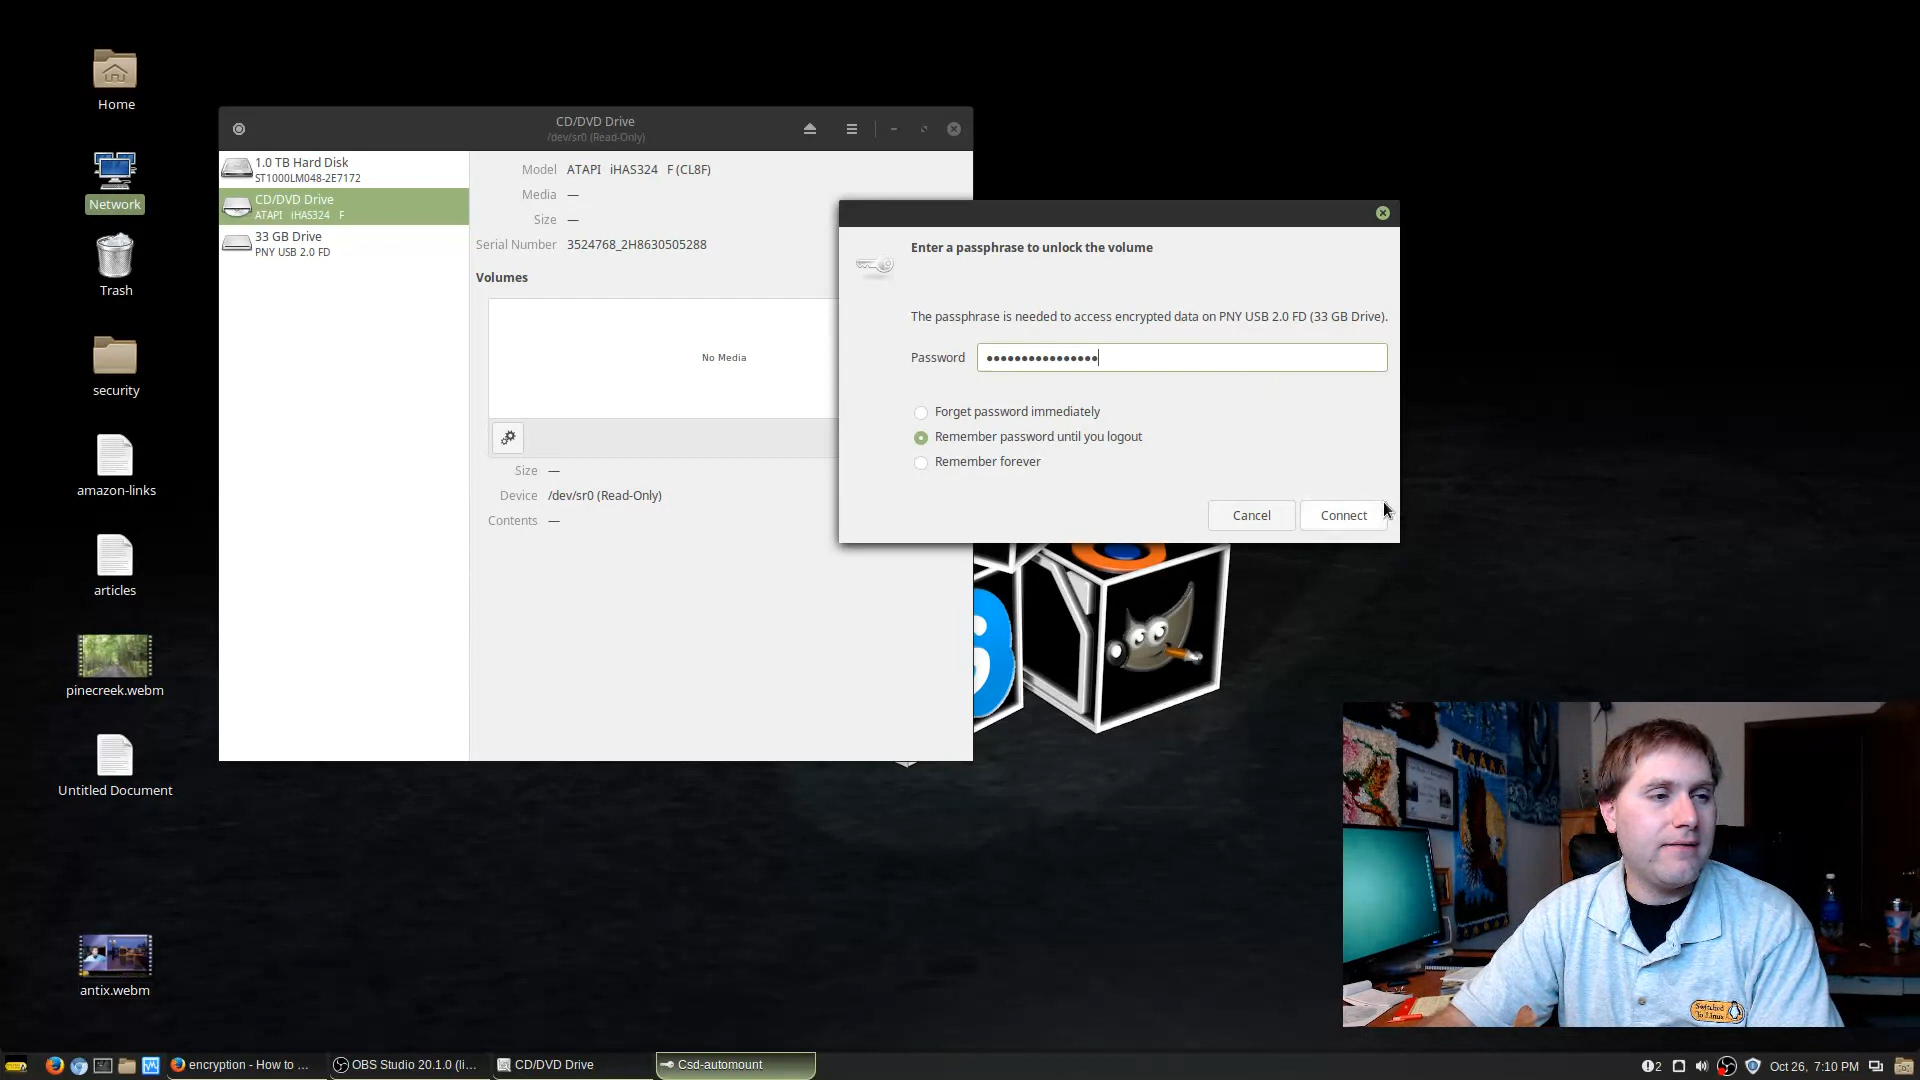 Home
Network
Trash
security
amazon-links
articles
pinecreek.webm
Untitled Document
antix.webm
CD/DVD Drive
/dev/sr0 (Read-Only)
1.0 TB Hard Disk
ST1000LM048-2E7172
CD/DVD Drive
ATAPI iHAS324 F
33 GB Drive
PNY USB 2.0 FD
Model ATAPI iHAS324 F (CL8F)
Media —
Size —
Serial Number 3524768_2H8630505288
Volumes
No Media
Size —
Device /dev/sr0 (Read-Only)
Contents —
Enter a passphrase to unlock the volume
The passphrase is needed to access encrypted data on PNY USB 2.0 FD (33 GB Drive).
Password ••••••••••••••••
Forget password immediately
Remember password until you logout
Remember forever
Cancel Connect
Switched
To Linux
encryption - How to ...
OBS Studio 20.1.0 (li...
CD/DVD Drive
Csd-automount
2
Oct 26, 7:10 PM